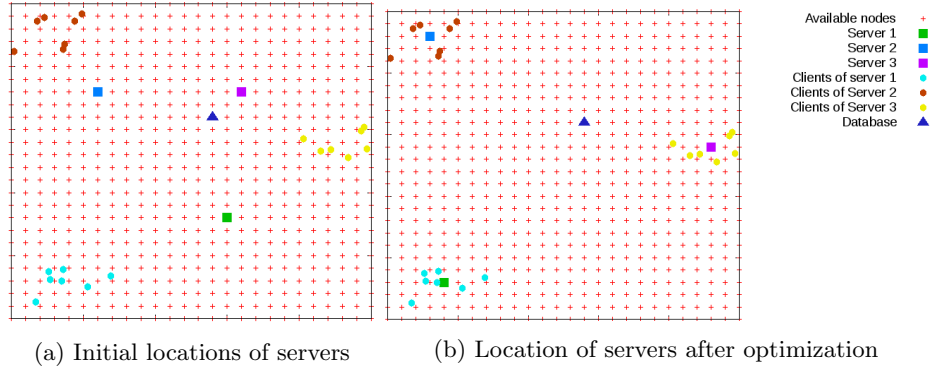 Available nodes
Server 1
Server 2
Server 3
Clients of server 1
Clients of Server 2
Clients of Server 3
Database
(a) Initial locations of servers
(b) Location of servers after optimization